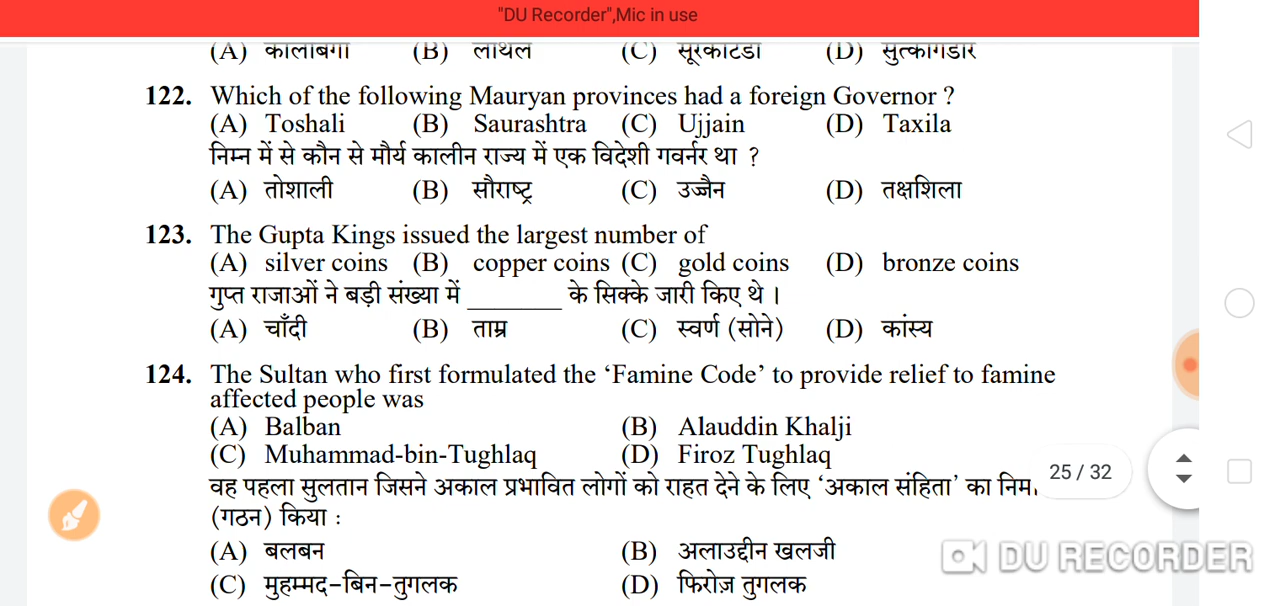 "DU Recorder",Mic in use
(A) कालीबंगा (B) लोथल (C) सूरकोटडा (D) सुत्कागेंडोर
122. Which of the following Mauryan provinces had a foreign Governor ?
(A) Toshali (B) Saurashtra (C) Ujjain (D) Taxila
निम्न में से कौन से मौर्य कालीन राज्य में एक विदेशी गवर्नर था ?
(A) तोशाली (B) सौराष्ट्र (C) उज्जैन (D) तक्षशिला
123. The Gupta Kings issued the largest number of
(A) silver coins (B) copper coins (C) gold coins (D) bronze coins
गुप्त राजाओं ने बड़ी संख्या में _______ के सिक्के जारी किए थे ।
(A) चाँदी (B) ताम्र (C) स्वर्ण (सोने) (D) कांस्य
124. The Sultan who first formulated the ‘Famine Code’ to provide relief to famine
affected people was
(A) Balban (B) Alauddin Khalji
(C) Muhammad-bin-Tughlaq (D) Firoz Tughlaq
25 / 32
वह पहला सुलतान जिसने अकाल प्रभावित लोगों को राहत देने के लिए ‘अकाल संहिता’ का
(गठन) किया :
(A) बलबन (B) अलाउद्दीन खलजी
(C) मुहम्मद-बिन-तुगलक (D) फिरोज़ तुगलक
DU RECORDER